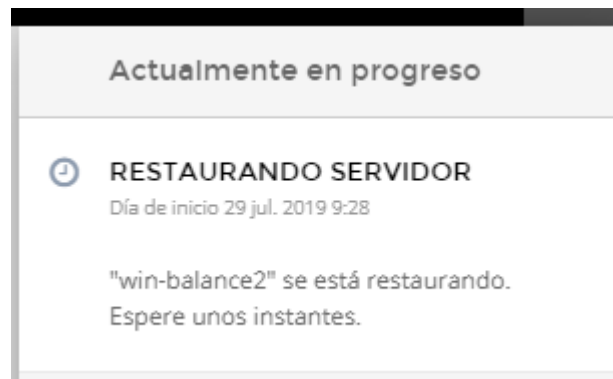 Actualmente en progreso
RESTAURANDO SERVIDOR
Día de inicio 29 jul. 2019 9:28
"win-balance2" se está restaurando.
Espere unos instantes.